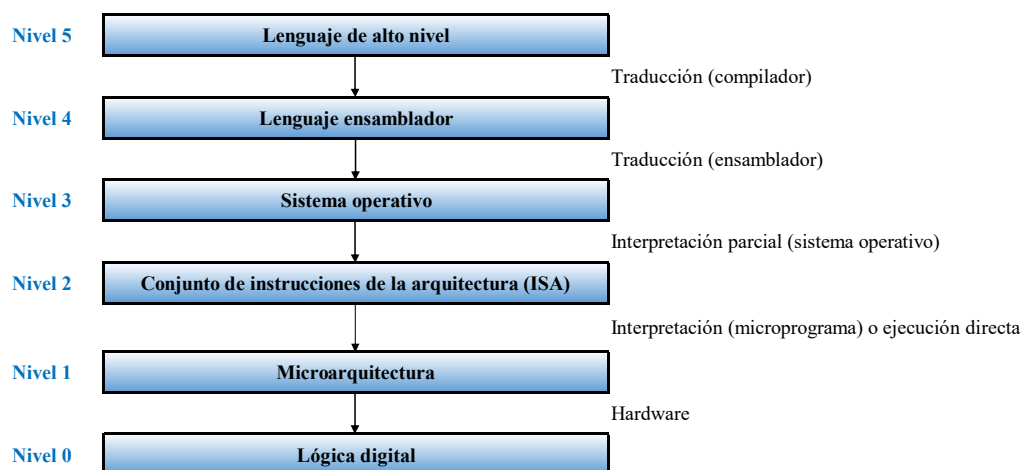 Nivel 5 Lenguaje de alto nivel
Traducción (compilador)
Nivel 4 Lenguaje ensamblador
Traducción (ensamblador)
Nivel 3 Sistema operativo
Interpretación parcial (sistema operativo)
Nivel 2 Conjunto de instrucciones de la arquitectura (ISA)
Interpretación (microprograma) o ejecución directa
Nivel 1 Microarquitectura
Hardware
Nivel 0 Lógica digital